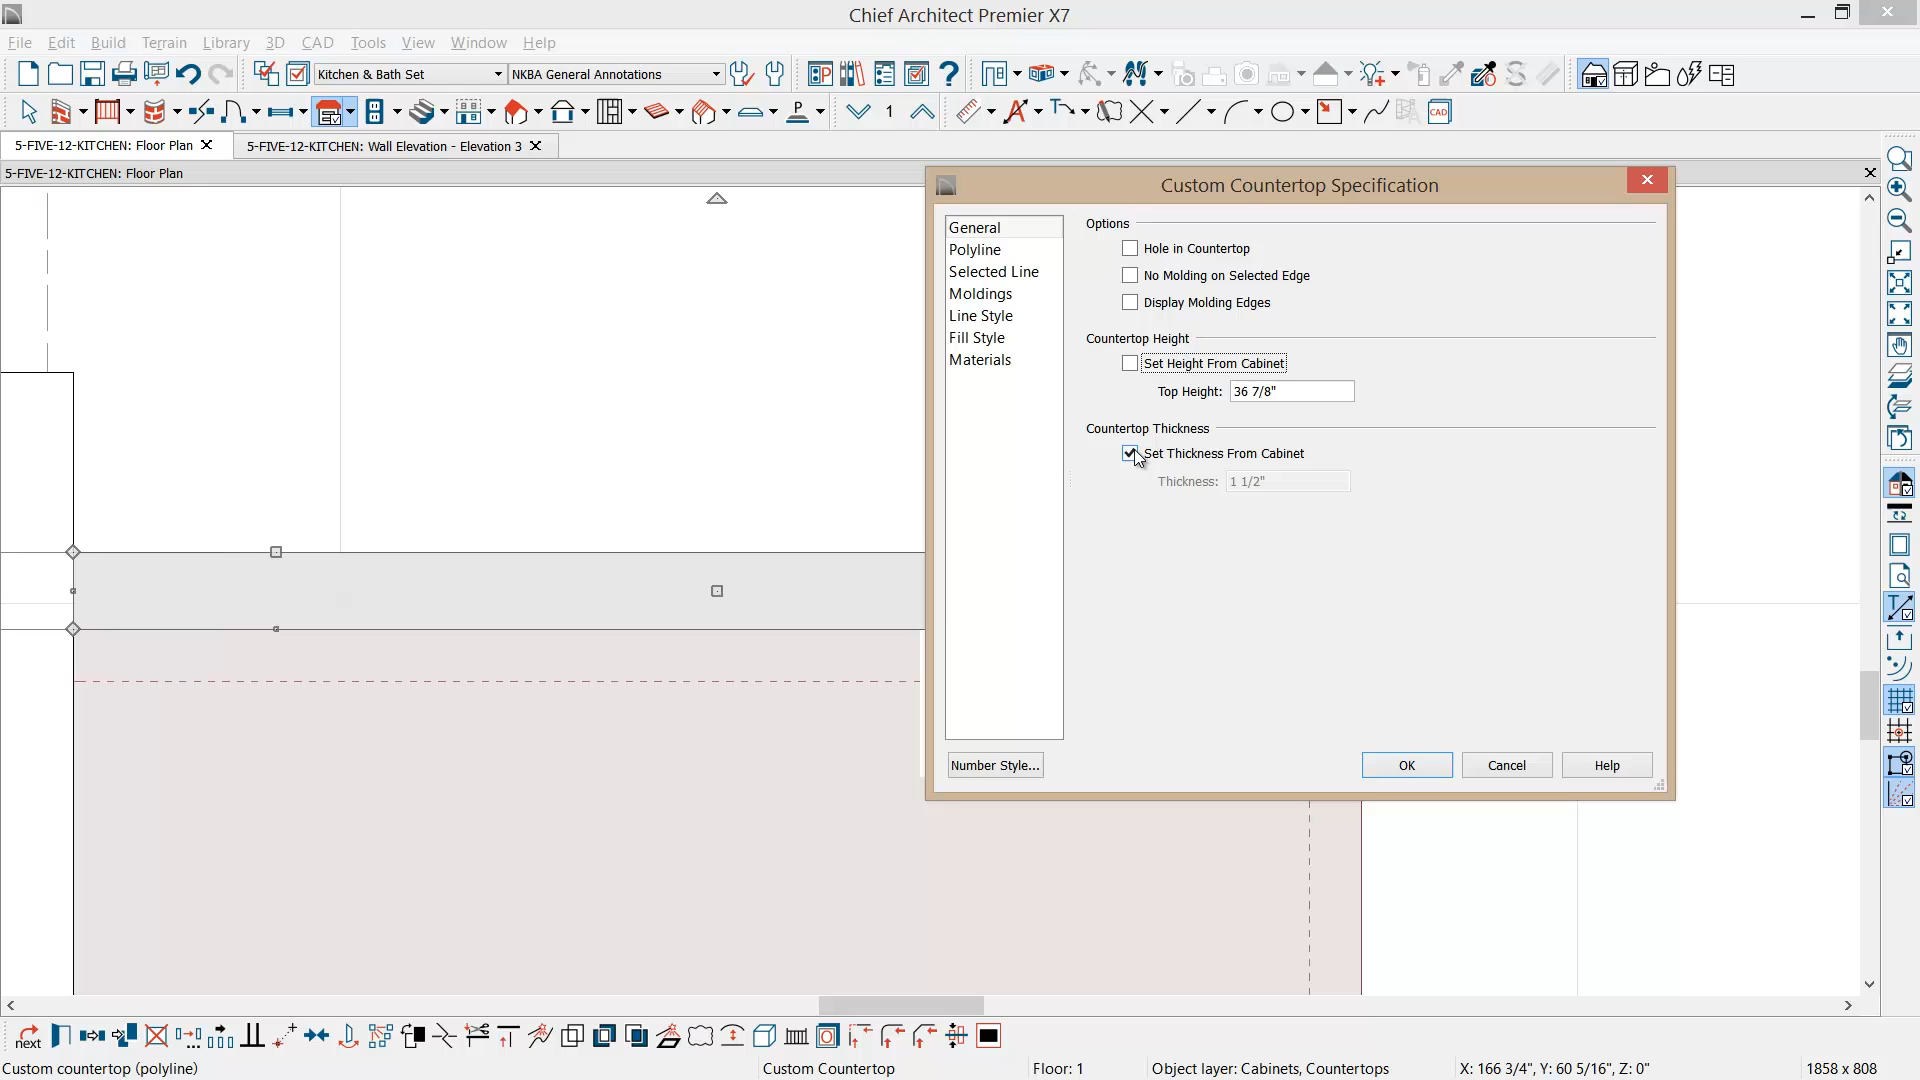 Chief Architect Premier X7
File Edit Build Terrain Library 3D CAD Tools View Window Help
Kitchen & Bath Set
NKBA General Annotations
P
1
A
CAD
5-FIVE-12-KITCHEN: Floor Plan
5-FIVE-12-KITCHEN: Wall Elevation - Elevation 3
5-FIVE-12-KITCHEN: Floor Plan
Custom Countertop Specification
General
Polyline
Selected Line
Moldings
Line Style
Fill Style
Materials
Options
Hole in Countertop
No Molding on Selected Edge
Display Molding Edges
Countertop Height
Set Height From Cabinet
Top Height: 36 7/8"
Countertop Thickness
Set Thickness From Cabinet
Thickness: 1 1/2"
Number Style...
OK
Cancel
Help
next
Custom countertop (polyline)
Custom Countertop
Floor: 1
Object layer: Cabinets, Countertops
X: 166 3/4", Y: 60 5/16", Z: 0"
1858 x 808